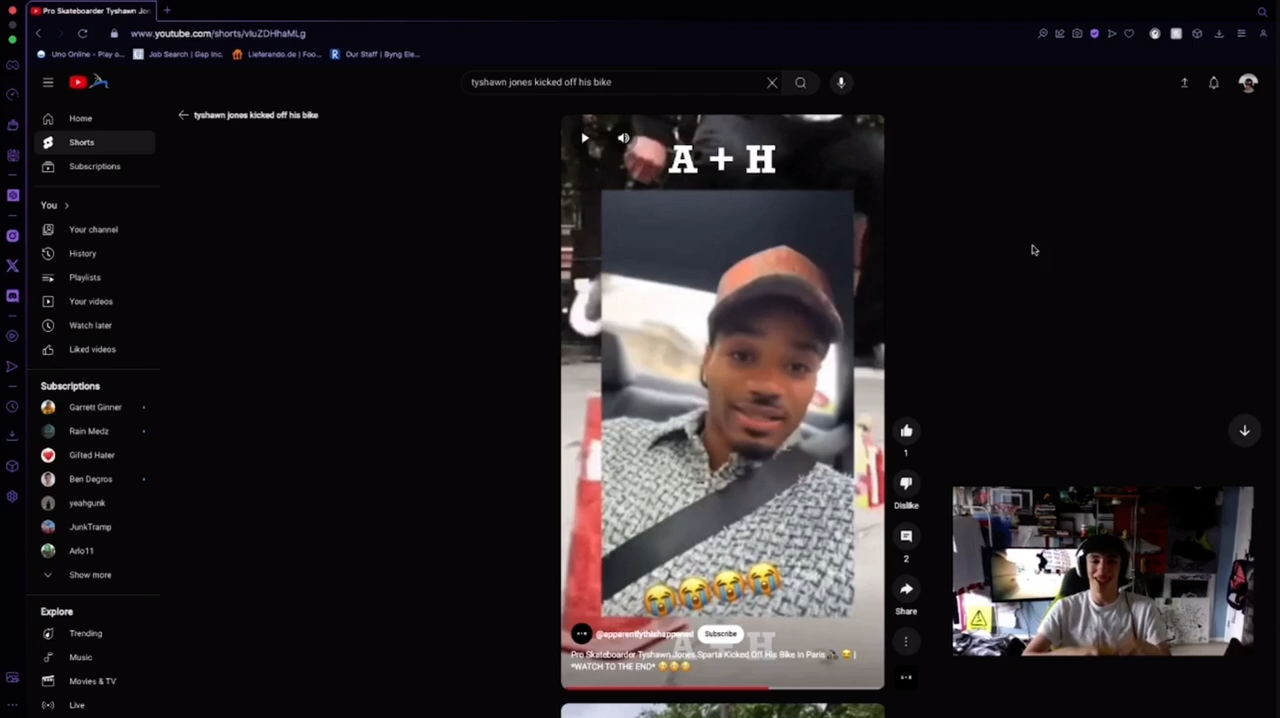 Pro Skateboarder Tyshawn Jon
www.youtube.com/shorts/vluZDHhaMLg
Uno Online - Play o...
Job Search | Gap Inc.
Lieferando.de | Foo...
Our Staff | Byng Ele...
tyshawn jones kicked off his bike
tyshawn jones kicked off his bike
Home
Shorts
Subscriptions
You
Your channel
History
Playlists
Your videos
Watch later
Liked videos
Subscriptions
Garrett Ginner
Rain Medz
Gifted Hater
Ben Degros
yeahgunk
JunkTramp
Arlo11
Show more
Explore
Trending
Music
Movies & TV
Live
A + H
@apparentlythishappened
Subscribe
Pro Skateboarder Tyshawn Jones Sparta Kicked Off His Bike In Paris 🚲 😂 |
*WATCH TO THE END* 😳😳😳
1
Dislike
2
Share